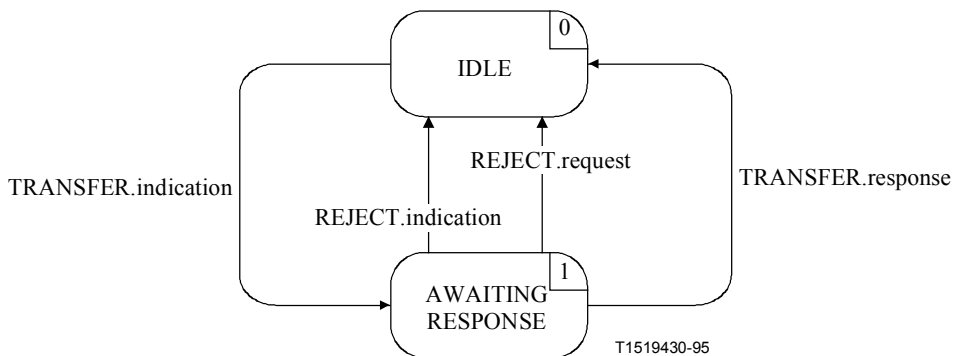 0
IDLE
REJECT.request
TRANSFER.indication
TRANSFER.response
REJECT.indication
1
AWAITING
RESPONSE
T1519430-95